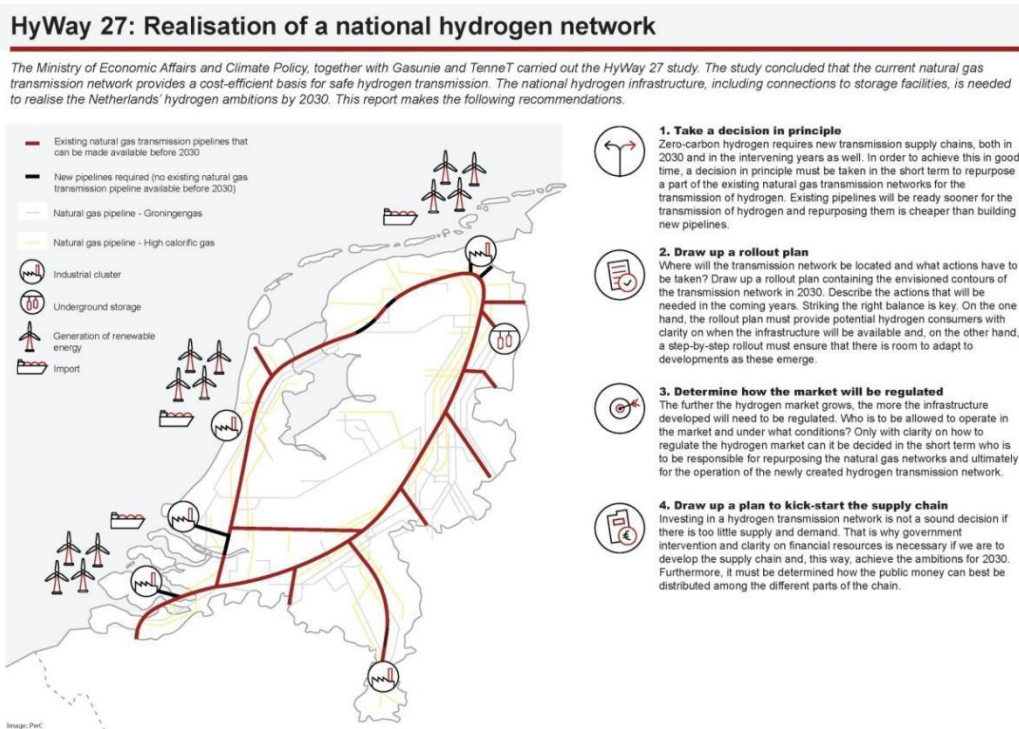 HyWay 27: Realisation of a national hydrogen network
The Ministry of Economic Affairs and Climate Policy, together with Gasunie and TenneT carried out the HyWay 27 study. The study concluded that the current natural gas
transmission network provides a cost-efficient basis for safe hydrogen transmission. The national hydrogen infrastructure, including connections to storage facilities, is needed
to realise the Netherlands' hydrogen ambitions by 2030. This report makes the following recommendations.
Existing natural gas transmission pipelines that
can be made available before 2030
New pipelines required (no existing natural gas
transmission pipeline available before 2030)
Natural gas pipeline - Groningengas
Natural gas pipeline - High calorific gas
Industrial cluster
Underground storage
Generation of renewable
energy
Import
1. Take a decision in principle
Zero-carbon hydrogen requires new transmission supply chains, both in
2030 and in the intervening years as well. In order to achieve this in good
time, a decision in principle must be taken in the short term to repurpose
a part of the existing natural gas transmission networks for the
transmission of hydrogen. Existing pipelines will be ready sooner for the
transmission of hydrogen and repurposing them is cheaper than building
new pipelines.
2. Draw up a rollout plan
Where will the transmission network be located and what actions have to
be taken? Draw up a rollout plan containing the envisioned contours of
the transmission network in 2030. Describe the actions that will be
needed in the coming years. Striking the right balance is key. On the one
hand, the rollout plan must provide potential hydrogen consumers with
clarity on when the infrastructure will be available and, on the other hand,
a step-by-step rollout must ensure that there is room to adapt to
developments as these emerge.
3. Determine how the market will be regulated
The further the hydrogen market grows, the more the infrastructure
developed will need to be regulated. Who is to be allowed to operate in
the market and under what conditions? Only with clarity on how to
regulate the hydrogen market can it be decided in the short term who is
to be responsible for repurposing the natural gas networks and ultimately
for the operation of the newly created hydrogen transmission network.
4. Draw up a plan to kick-start the supply chain
Investing in a hydrogen transmission network is not a sound decision if
there is too little supply and demand. That is why government
intervention and clarity on financial resources is necessary if we are to
develop the supply chain and, this way, achieve the ambitions for 2030.
Furthermore, it must be determined how the public money can best be
distributed among the different parts of the chain.
Image: PwC